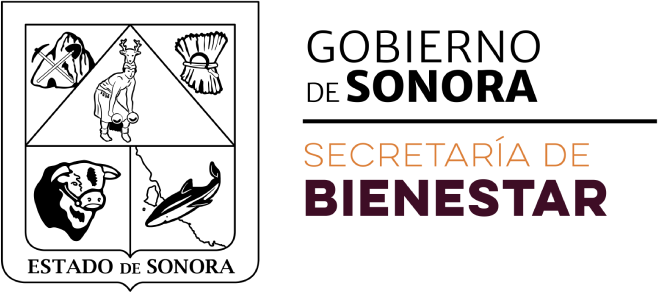 ESTADO DE SONORA
GOBIERNO
DE SONORA
SECRETARÍA DE
BIENESTAR